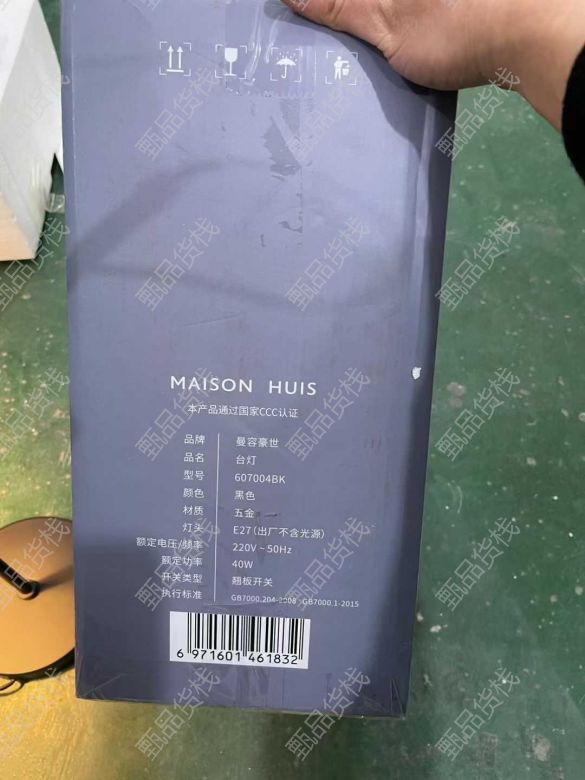 MAISON HUIS
本产品通过国家CCC认证
品牌 曼容豪世
品名 台灯
型号 607004BK
颜色 黑色
材质 五金
灯头 E27(出厂不含光源)
额定电压/频率 220V~50Hz
额定功率 40W
开关类型 翘板开关
执行标准 GB7000.204-2008 GB7000.1-2015
6 971601 461832
甄品货栈